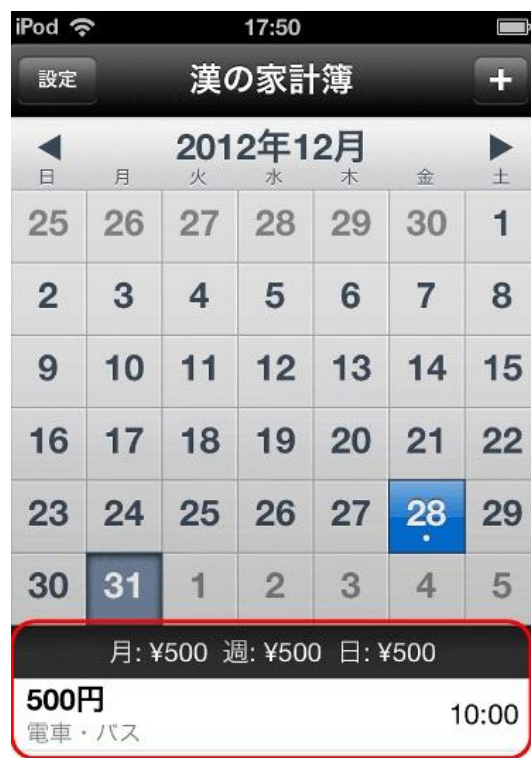 iPod 17:50
設定 漢の家計簿 +
2012年12月
日 月 火 水 木 金 土
25 26 27 28 29 30 1
2 3 4 5 6 7 8
9 10 11 12 13 14 15
16 17 18 19 20 21 22
23 24 25 26 27 28 29
30 31 1 2 3 4 5
月: ¥500 週: ¥500 日: ¥500
500円 10:00
電車・バス